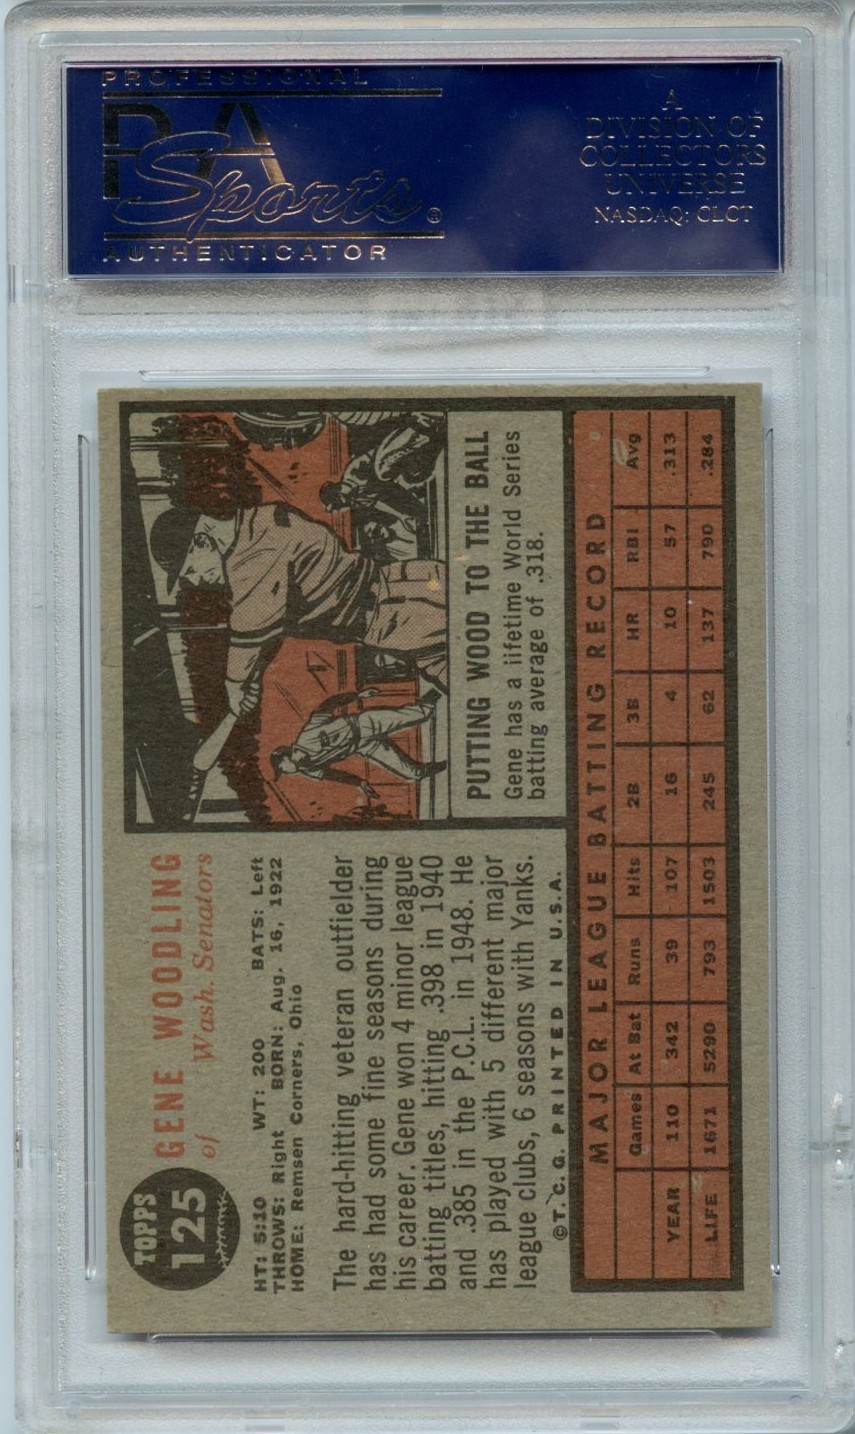 PROFESSIONAL
PSA
Sports®
AUTHENTICATOR
A
DIVISION OF
COLLECTORS
UNIVERSE
NASDAQ: CLCT
TOPPS
125
GENE WOODLING
of Wash. Senators
HT: 5:10 WT: 200 BATS: Left
THROWS: Right BORN: Aug. 16, 1922
HOME: Remsen Corners, Ohio
The hard-hitting veteran outfielder
has had some fine seasons during
his career. Gene won 4 minor league
batting titles, hitting .398 in 1940
and .385 in the P.C.L. in 1948. He
has played with 5 different major
league clubs, 6 seasons with Yanks.
©T.C.G. PRINTED IN U.S.A.
PUTTING WOOD TO THE BALL
Gene has a lifetime World Series
batting average of .318.
MAJOR LEAGUE BATTING RECORD
Games At Bat Runs Hits 2B 3B HR RBI Avg
YEAR 110 342 39 107 16 4 10 57 .313
LIFE 1671 5290 793 1503 245 62 137 790 .284